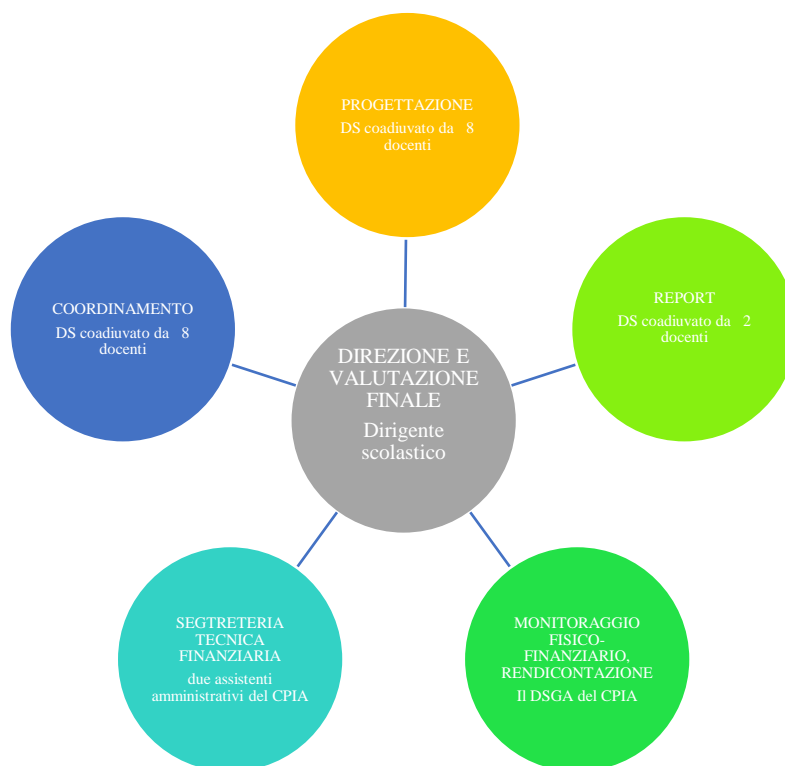 PROGETTAZIONE
DS coadiuvato da 8
docenti
COORDINAMENTO
DS coadiuvato da 8
docenti
REPORT
DS coadiuvato da 2
docenti
DIREZIONE E
VALUTAZIONE
FINALE
Dirigente
scolastico
SEGTRETERIA
TECNICA
FINANZIARIA
due assistenti
amministrativi del CPIA
MONITORAGGIO
FISICO-
FINANZIARIO,
RENDICONTAZIONE
Il DSGA del CPIA